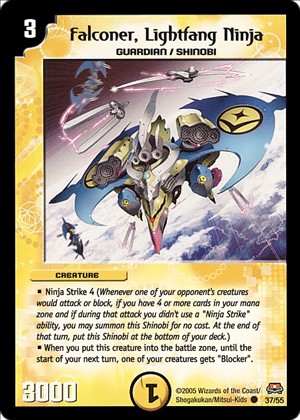 3
Falconer, Lightfang Ninja
GUARDIAN / SHINOBI
CREATURE
▪ Ninja Strike 4 (Whenever one of your opponent's creatures
would attack or block, if you have 4 or more cards in your mana
zone and if during that attack you didn't use a "Ninja Strike"
ability, you may summon this Shinobi for no cost. At the end of
that turn, put this Shinobi at the bottom of your deck.)
▪ When you put this creature into the battle zone, until the
start of your next turn, one of your creatures gets "Blocker".
3000
1
©2005 Wizards of the Coast/
Shogakukan/Mitsui-Kids
37/55